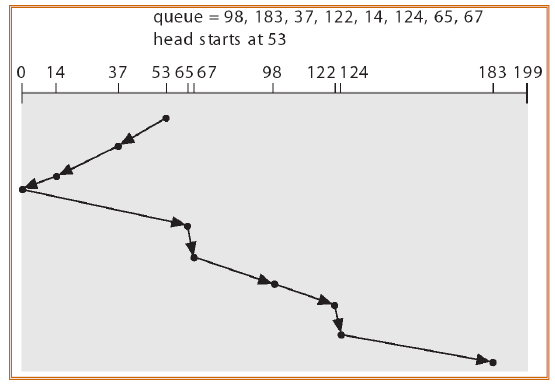 queue = 98, 183, 37, 122, 14, 124, 65, 67
head starts at 53
0 14 37 53 65 67 98 122 124 183 199